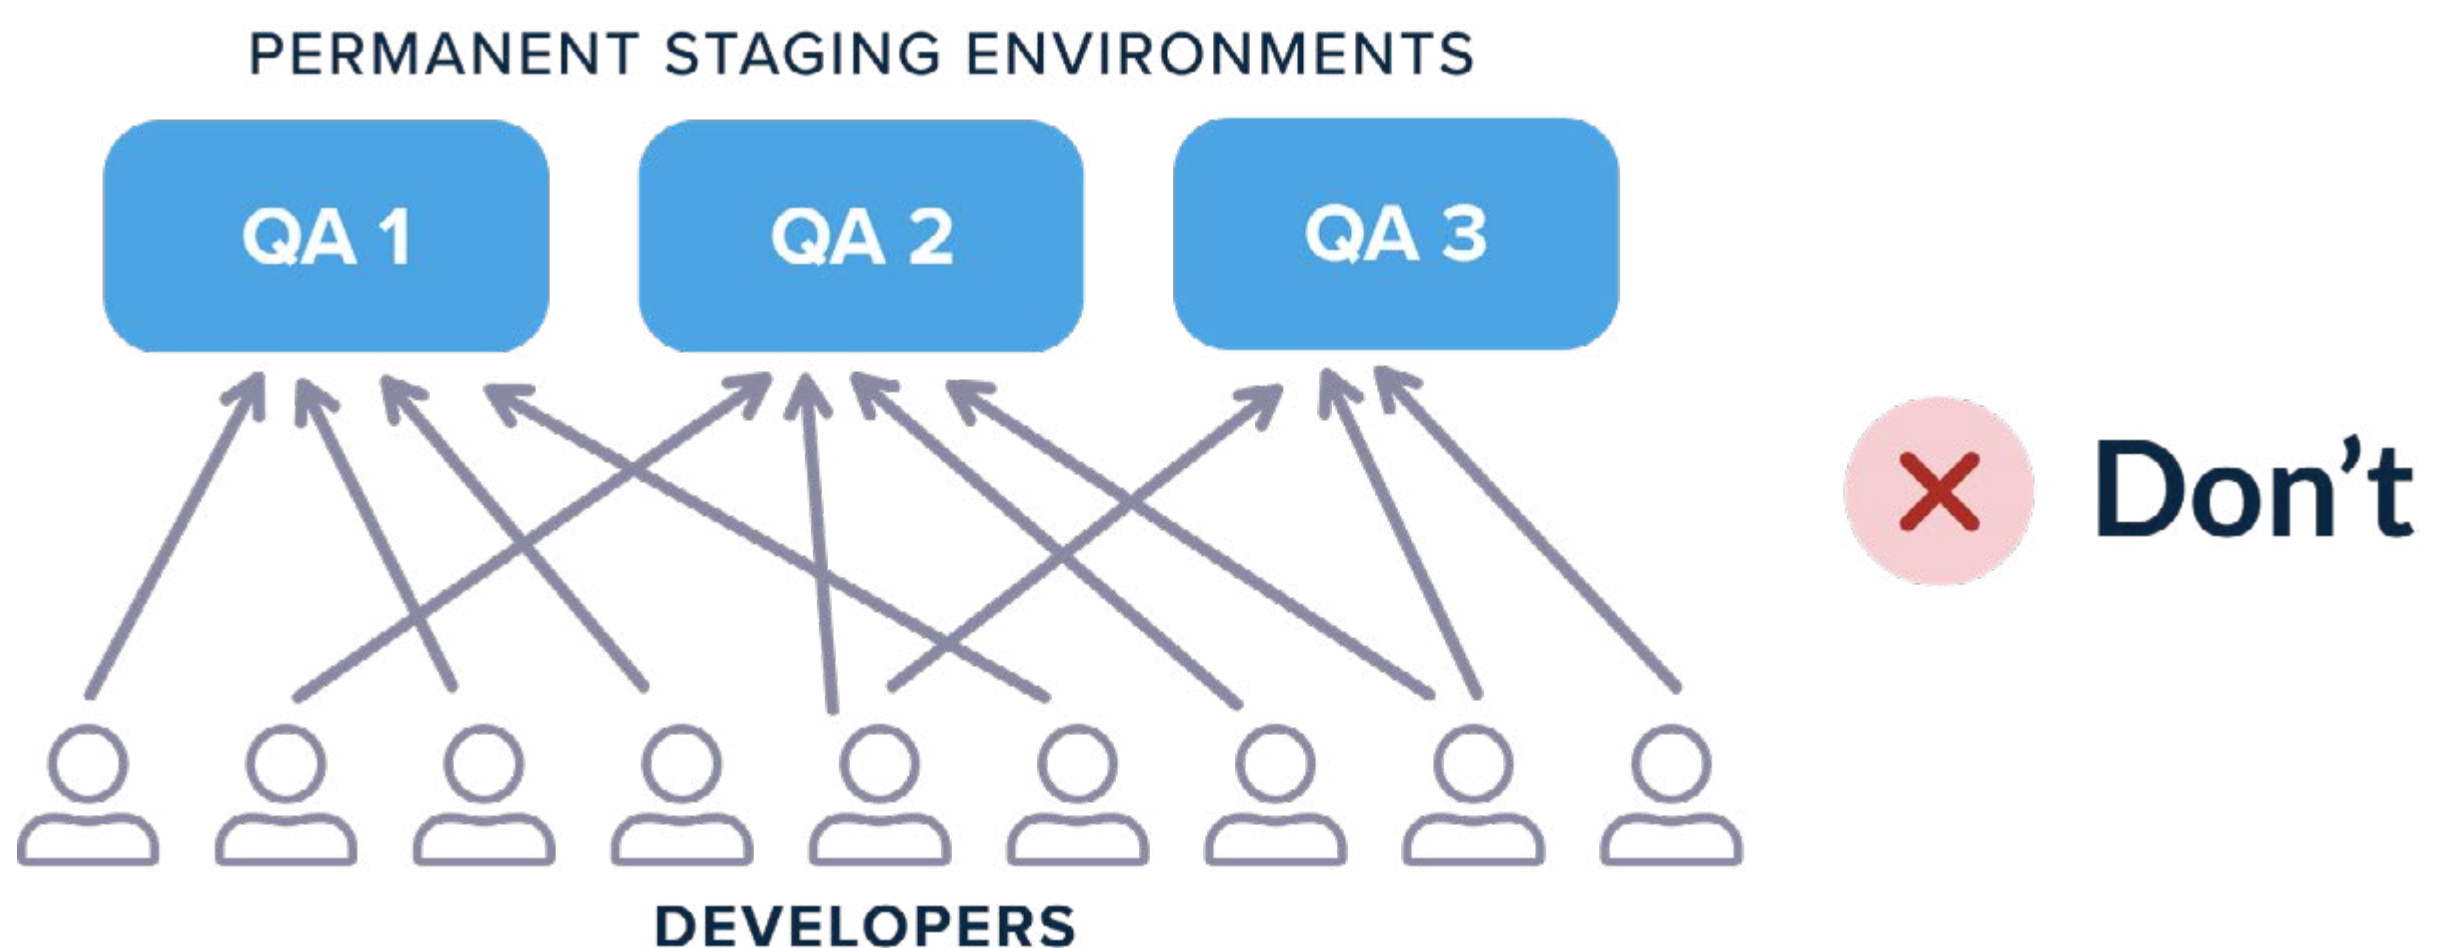 PERMANENT STAGING ENVIRONMENTS
QA 1
QA 2
QA 3
Don’t
DEVELOPERS